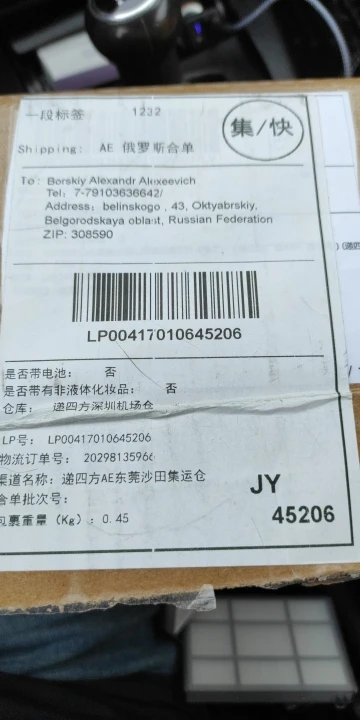 一段标签 1232
集/快
Shipping: AE 俄罗斯合单
To: Borskiy Alexandr Alexeevich
Tel: 7-79103636642/
Address: belinskogo , 43, Oktyabrskiy,
Belgorodskaya oblast, Russian Federation
ZIP: 308590
LP00417010645206
是否带电池: 否
是否带有非液体化妆品: 否
仓库: 递四方深圳机场仓
LP号: LP00417010645206
物流订单号: 2029813596
渠道名称: 递四方AE东莞沙田集运仓
合单批次号:
包裹重量 (Kg): 0.45
JY
45206